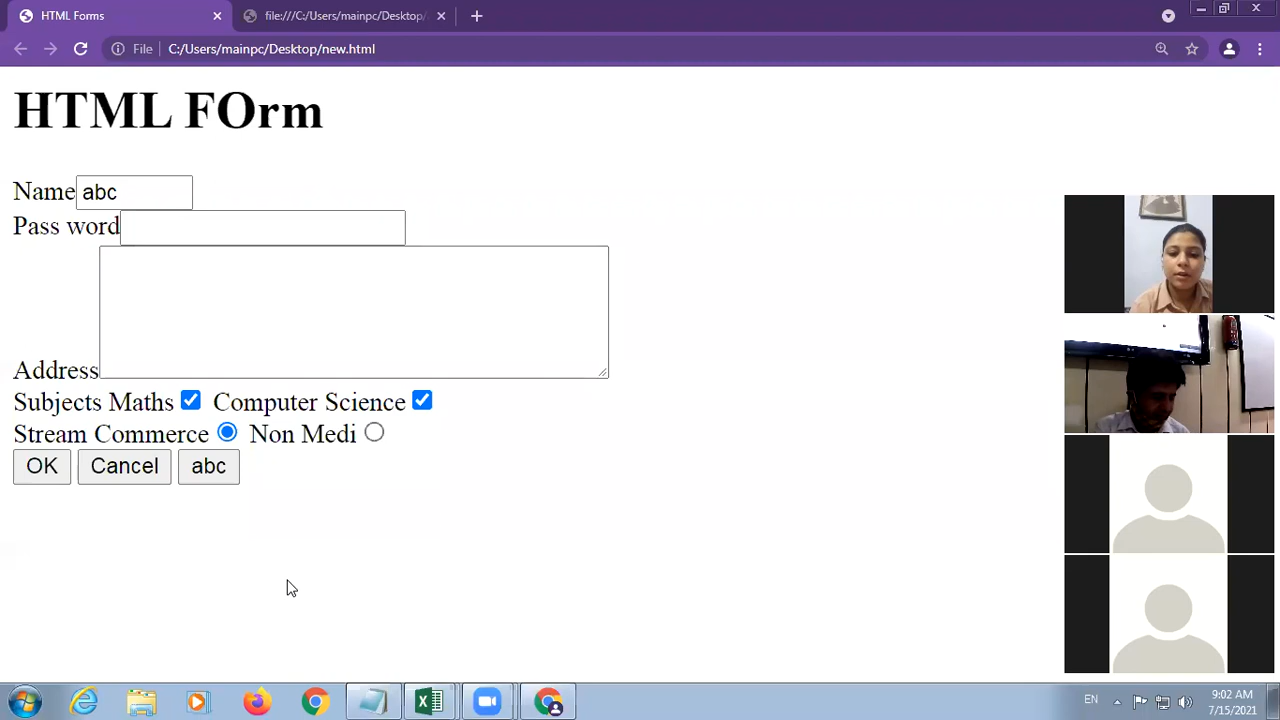 HTML Forms
file:///C:/Users/mainpc/Desktop/
File C:/Users/mainpc/Desktop/new.html
HTML FOrm
Name abc
Pass word
Address
Subjects Maths Computer Science
Stream Commerce Non Medi
OK Cancel abc
EN
9:02 AM
7/15/2021